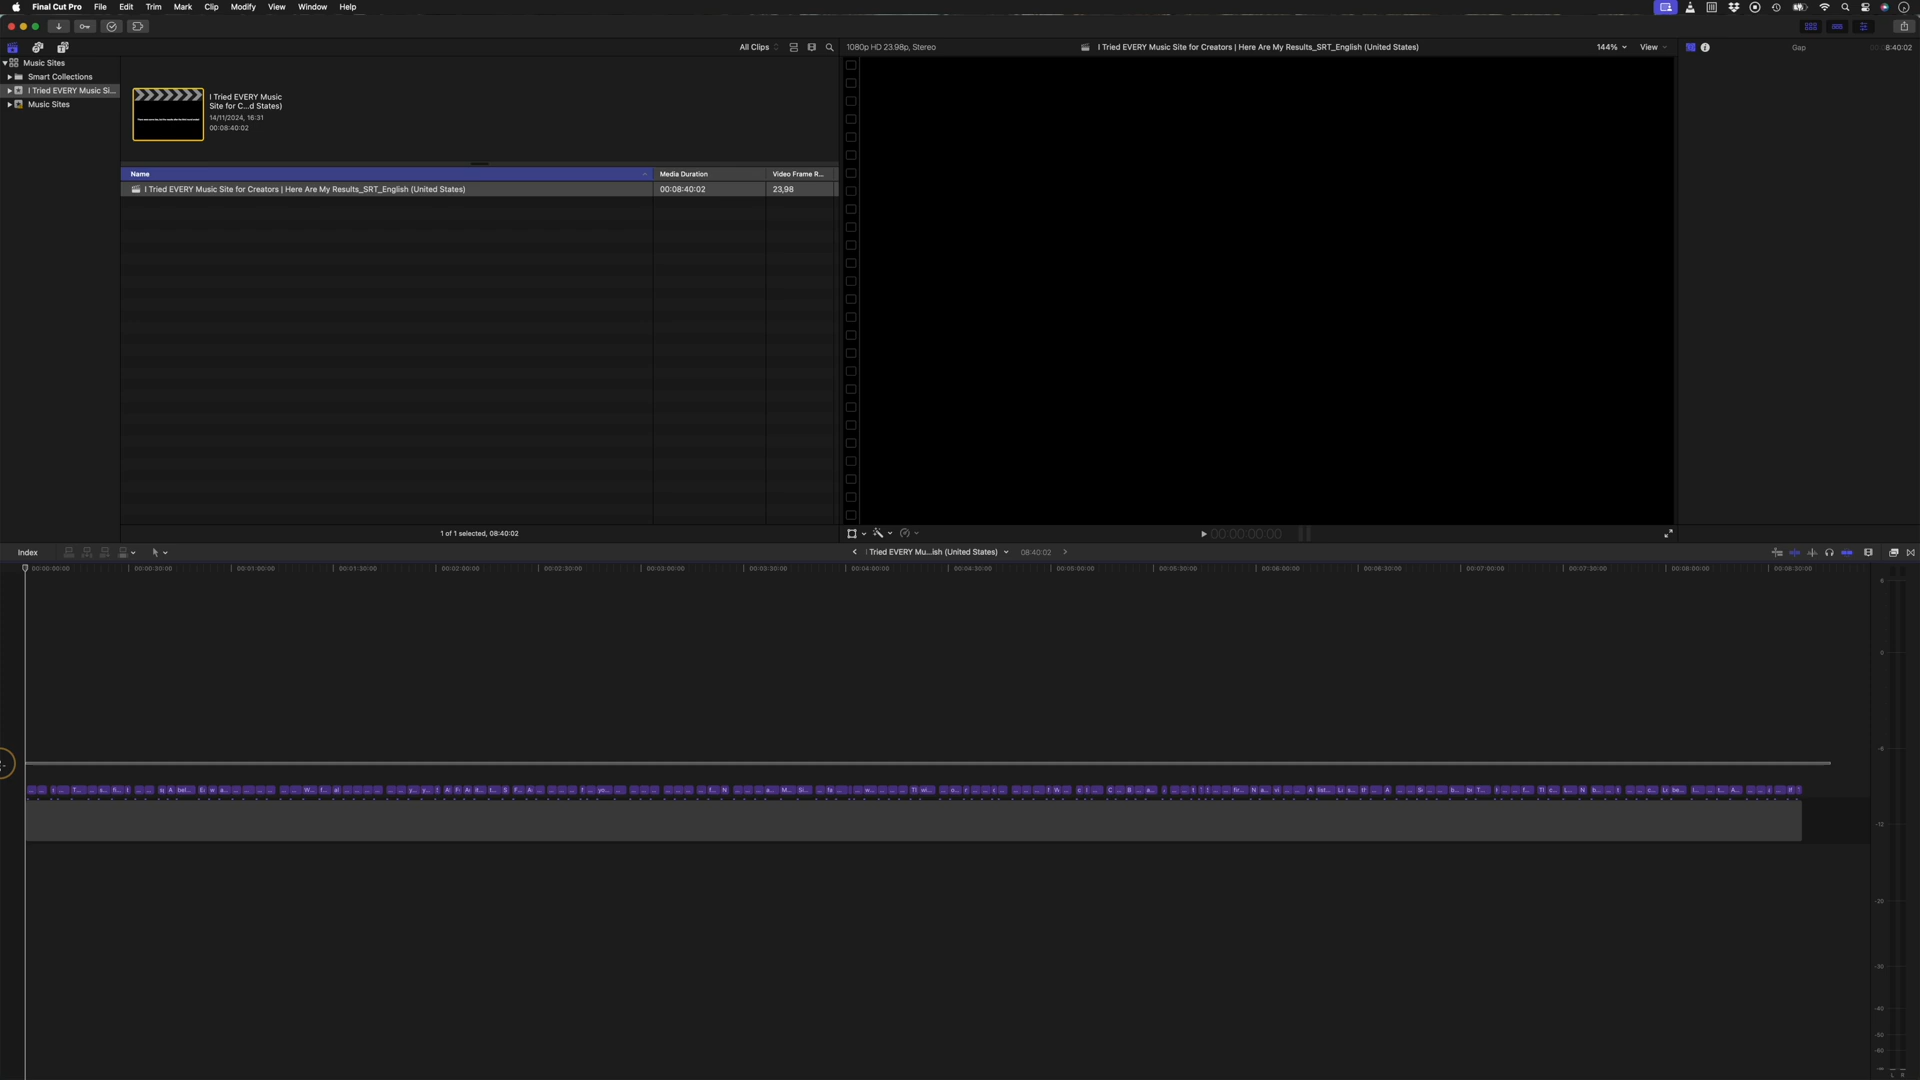 Final Cut Pro File Edit Trim Mark Clip Modify View Window Help
All Clips
1080p HD 23.98p, Stereo
I Tried EVERY Music Site for Creators | Here Are My Results_SRT_English (United States)
144%
View
Gap
8:40:02
Music Sites
Smart Collections
I Tried EVERY Music Si...
Music Sites
I Tried EVERY Music
Site for C...d States)
14/11/2024, 16:31
00:08:40:02
Name Media Duration Video Frame R...
I Tried EVERY Music Site for Creators | Here Are My Results_SRT_English (United States) 00:08:40:02 23,98
1 of 1 selected, 08:40:02
00:00:00:00
Index
I Tried EVERY Mu...ish (United States)
08:40:02
00:00:00:00 00:00:30:00 00:01:00:00 00:01:30:00 00:02:00:00 00:02:30:00 00:03:00:00 00:03:30:00 00:04:00:00 00:04:30:00 00:05:00:00 00:05:30:00 00:06:00:00 00:06:30:00 00:07:00:00 00:07:30:00 00:08:00:00 00:08:30:00
6
0
-6
-12
-20
-30
-40
-50
-60
-∞
L R